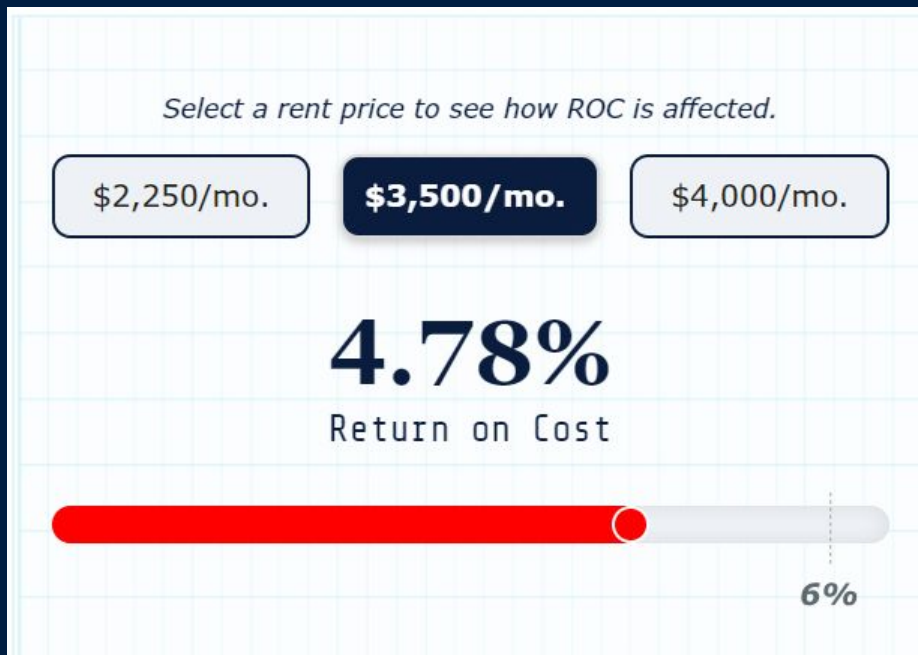 Select a rent price to see how ROC is affected.
$2,250/mo. $3,500/mo. $4,000/mo.
4.78%
Return on Cost
6%